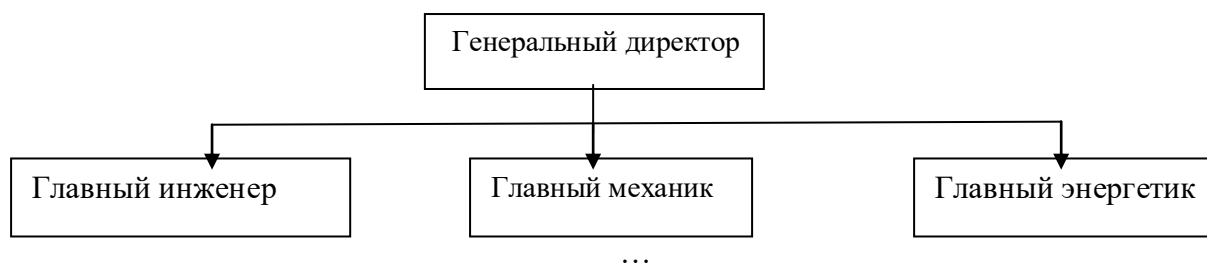 Генеральный директор
Главный инженер
Главный механик
Главный энергетик
...